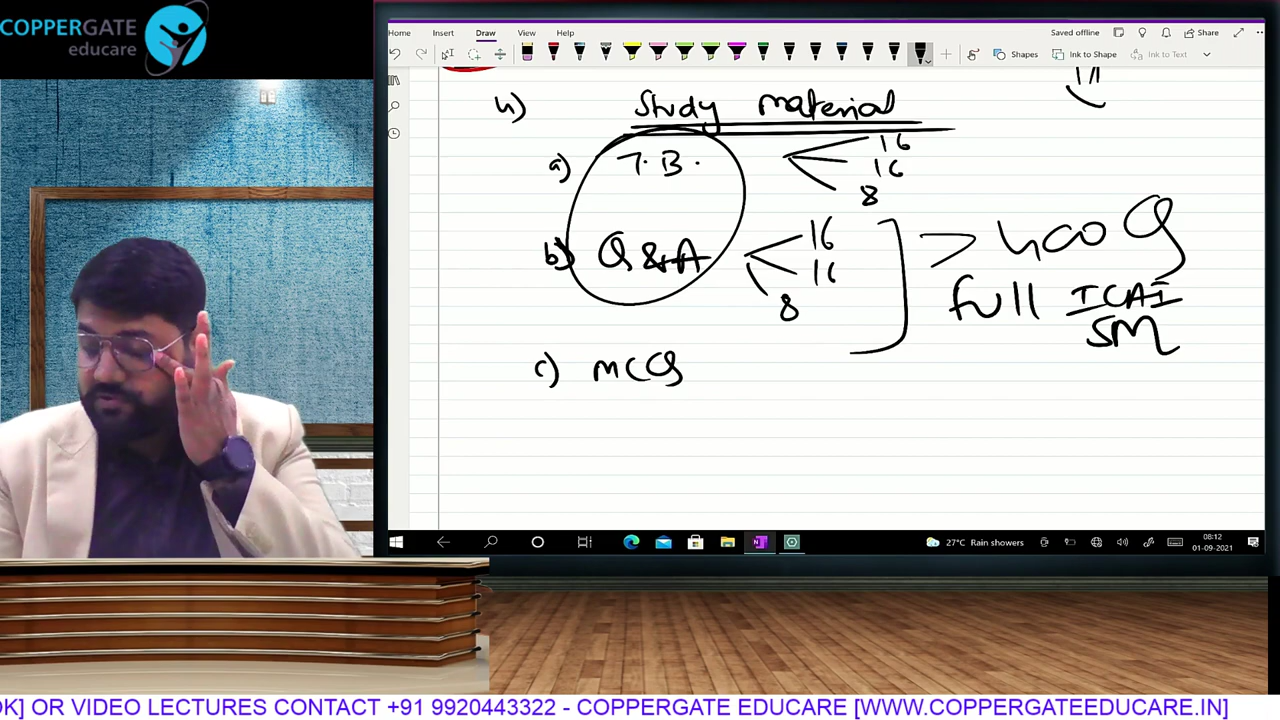 COPPERGATE
educare
Home Insert Draw View Help
Saved offline
Share
Shapes
Ink to Shape
Ink to Text
4) Study material
a) T.B.
16
16
8
b) Q & A
16
16
8
> 400 Q
full ICAI
SM
c) MCQ
27°C Rain showers
08:12
01-09-2021
OK] OR VIDEO LECTURES CONTACT +91 9920443322 - COPPERGATE EDUCARE [WWW.COPPERGATEEDUCARE.IN]